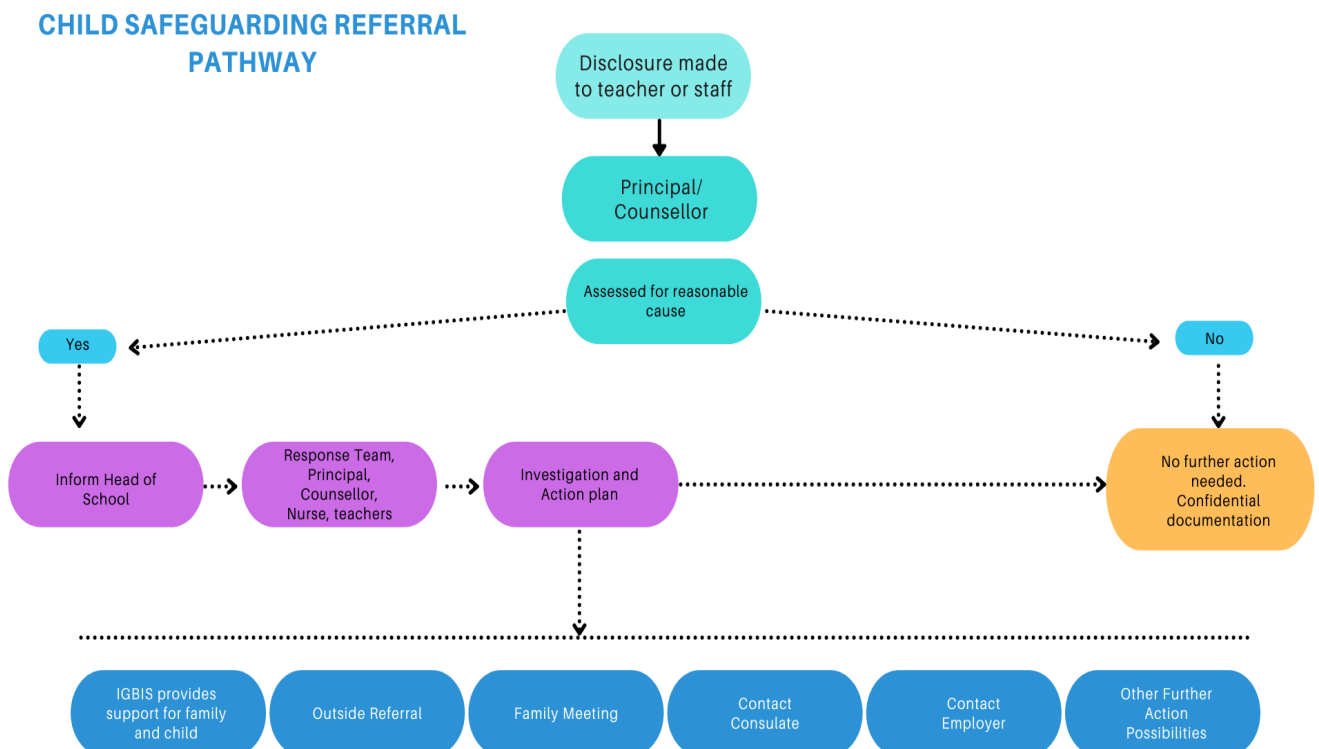 CHILD SAFEGUARDING REFERRAL
PATHWAY
Disclosure made
to teacher or staff
Principal/
Counsellor
Assessed for reasonable
cause
Yes
No
Inform Head of
School
Response Team,
Principal,
Counsellor,
Nurse, teachers
Investigation and
Action plan
No further action
needed.
Confidential
documentation
IGBIS provides
support for family
and child
Outside Referral
Family Meeting
Contact
Consulate
Contact
Employer
Other Further
Action
Possibilities